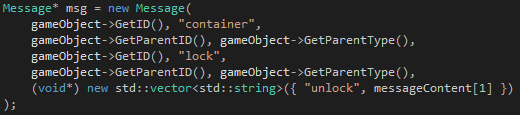 Message* msg = new Message(
gameObject->GetID(), "container",
gameObject->GetParentID(), gameObject->GetParentType(),
gameObject->GetID(), "lock",
gameObject->GetParentID(), gameObject->GetParentType(),
(void*) new std::vector<std::string>({ "unlock", messageContent[1] })
);